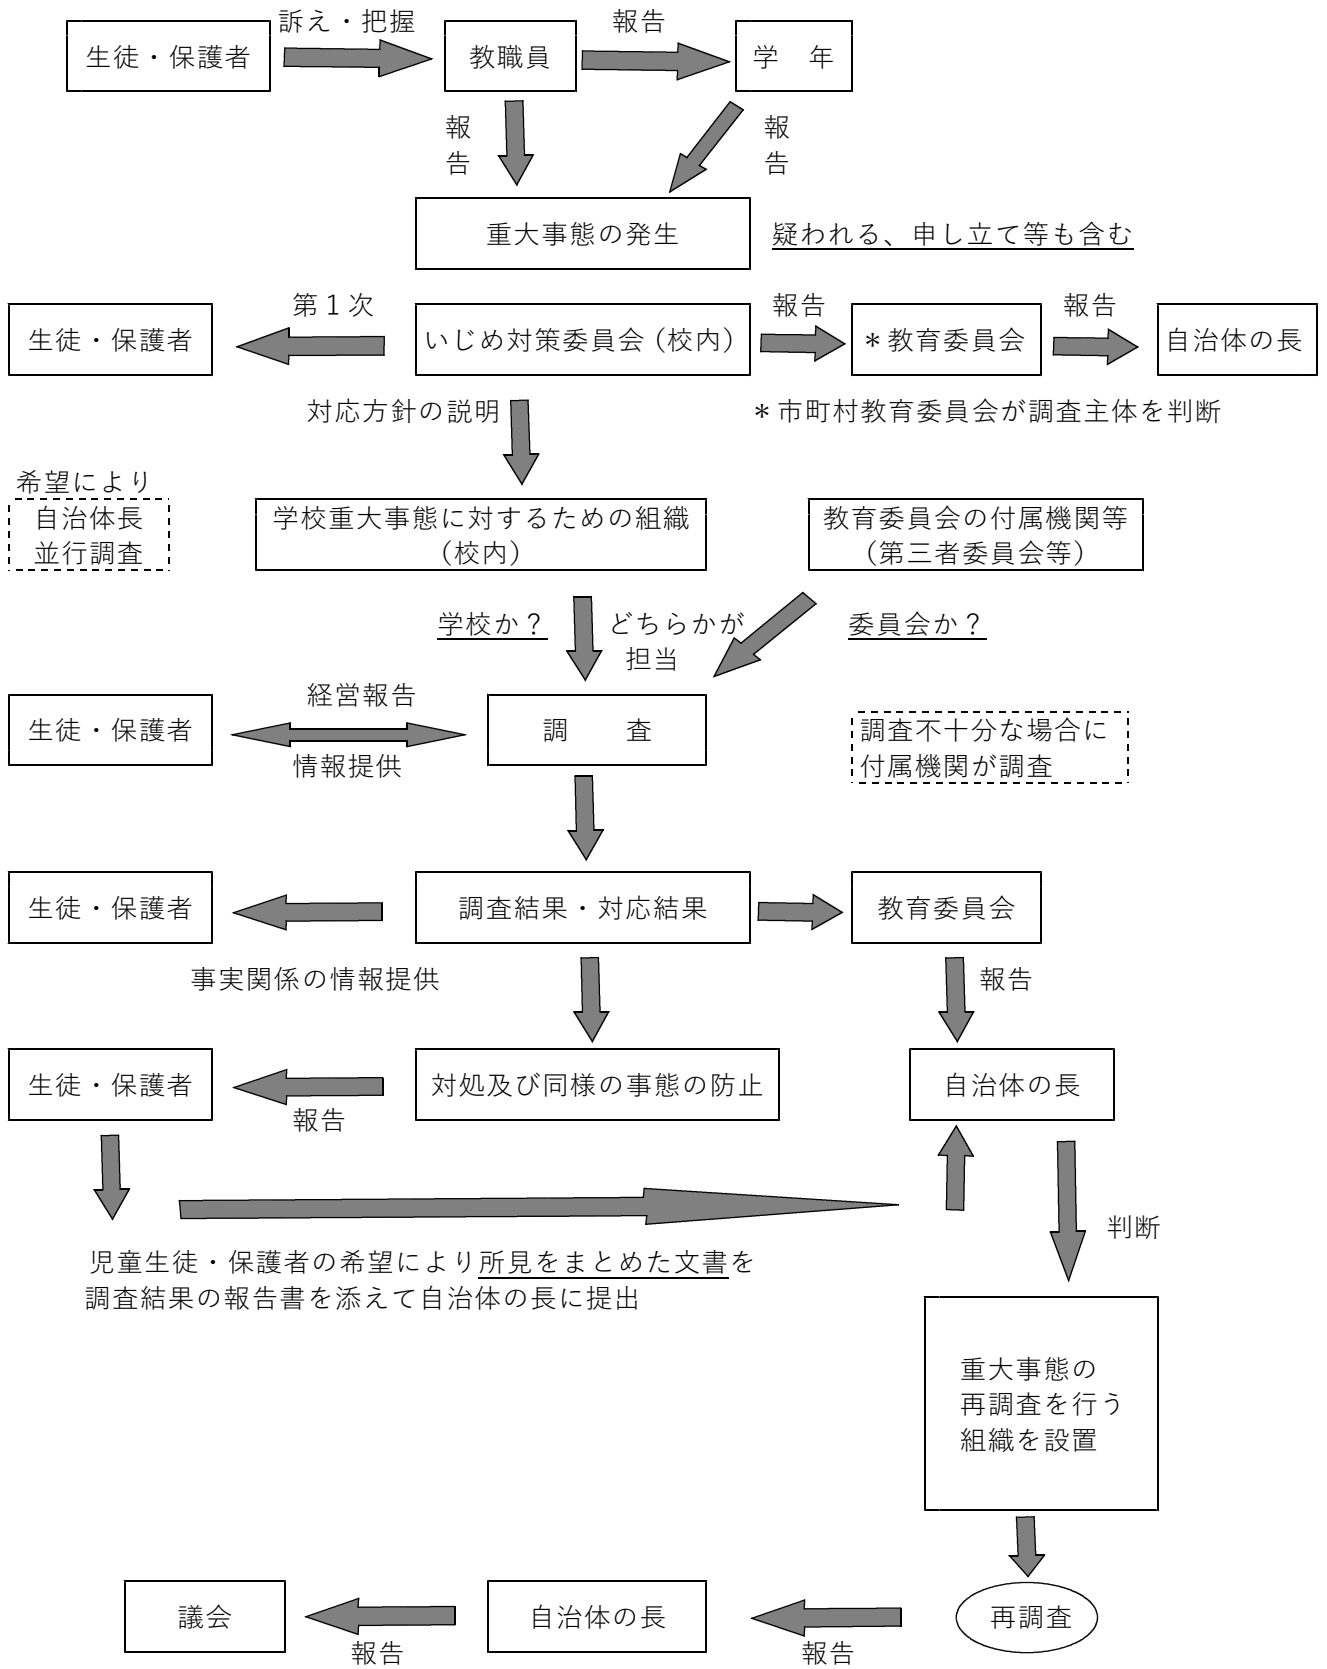 訴え・把握
報告
生徒・保護者
教職員
学　年
報
告
報
告
重大事態の発生
疑われる、申し立て等も含む
第１次
報告
報告
生徒・保護者
いじめ対策委員会（校内）
＊教育委員会
自治体の長
対応方針の説明
＊市町村教育委員会が調査主体を判断
希望により
自治体長
並行調査
学校重大事態に対するための組織
（校内）
教育委員会の付属機関等
（第三者委員会等）
学校か？
どちらかが
担当
委員会か？
経営報告
生徒・保護者
情報提供
調　　査
調査不十分な場合に
付属機関が調査
生徒・保護者
調査結果・対応結果
教育委員会
事実関係の情報提供
報告
生徒・保護者
報告
対処及び同様の事態の防止
自治体の長
判断
児童生徒・保護者の希望により所見をまとめた文書を
調査結果の報告書を添えて自治体の長に提出
重大事態の
再調査を行う
組織を設置
議会
報告
自治体の長
報告
再調査